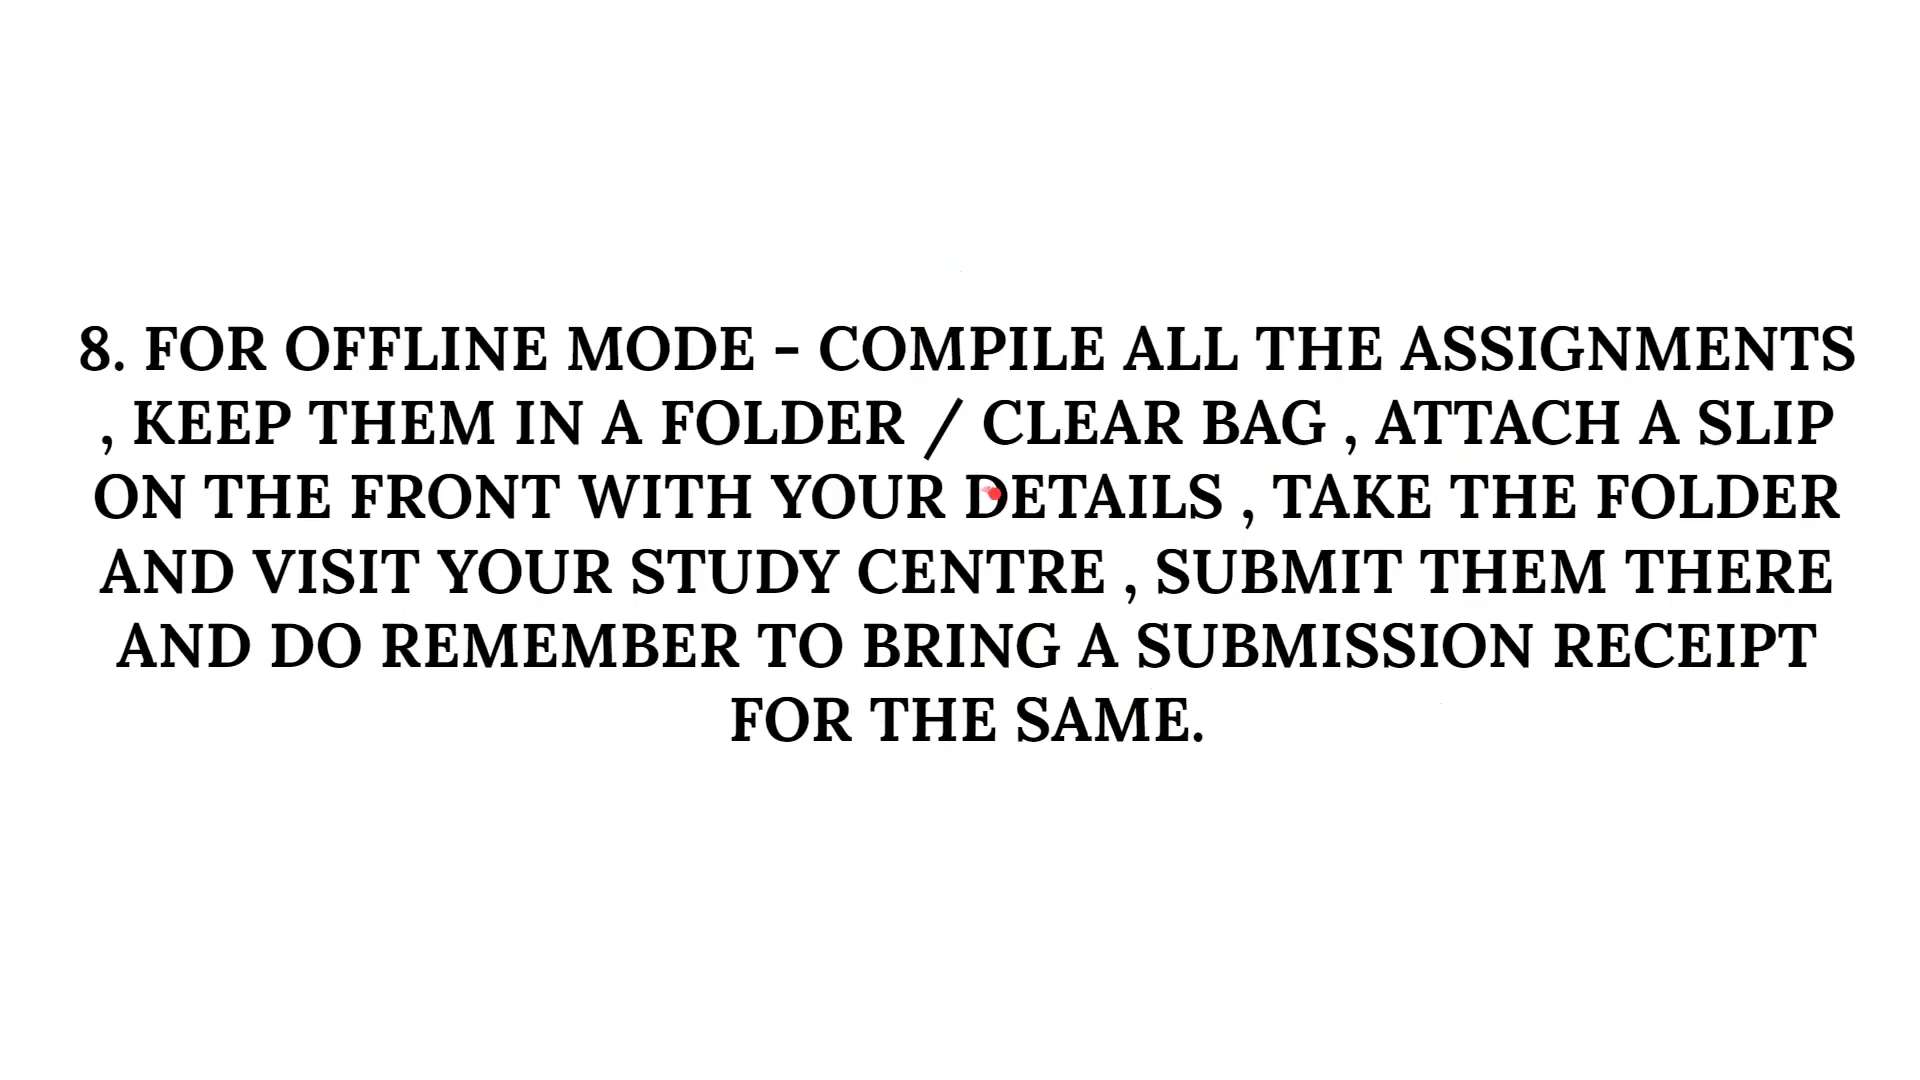 8. FOR OFFLINE MODE - COMPILE ALL THE ASSIGNMENTS
, KEEP THEM IN A FOLDER / CLEAR BAG , ATTACH A SLIP
ON THE FRONT WITH YOUR DETAILS , TAKE THE FOLDER
AND VISIT YOUR STUDY CENTRE , SUBMIT THEM THERE
AND DO REMEMBER TO BRING A SUBMISSION RECEIPT
FOR THE SAME.